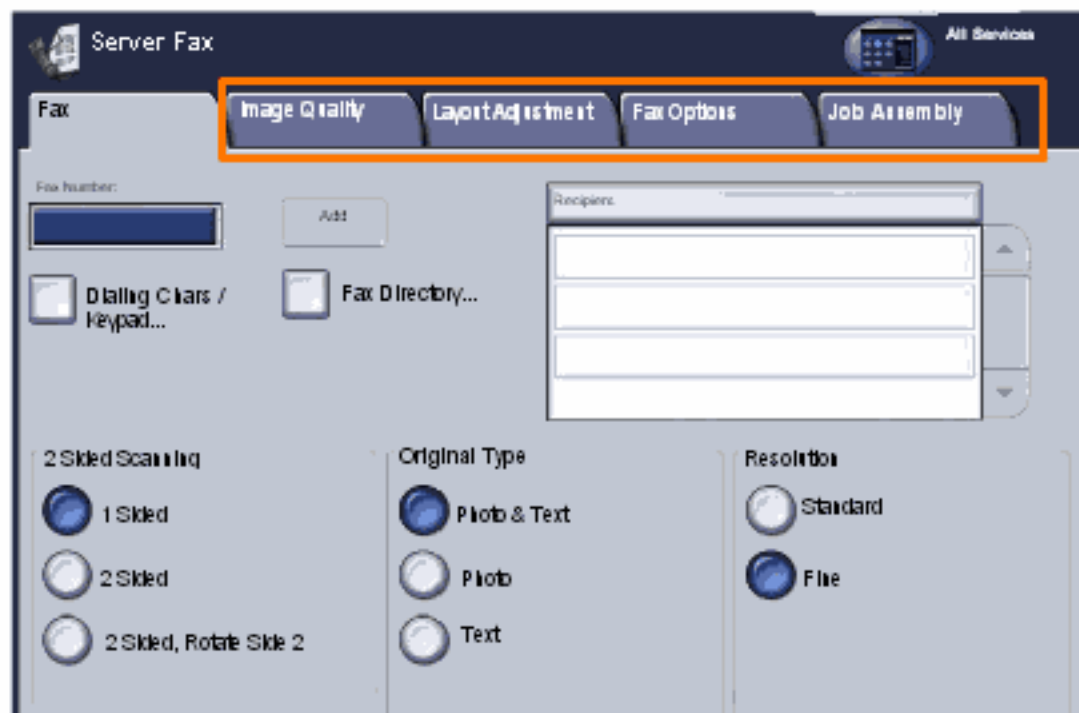 Server Fax
All Services
Fax
Image Quality
Layout Adjustment
Fax Options
Job Assembly
Fax Number:
Add
Recipient
Dialing Chars /
Keypad...
Fax Directory...
2 Sided Scanning
1 Sided
2 Sided
2 Sided, Rotate Side 2
Original Type
Photo & Text
Photo
Text
Resolution
Standard
Fine